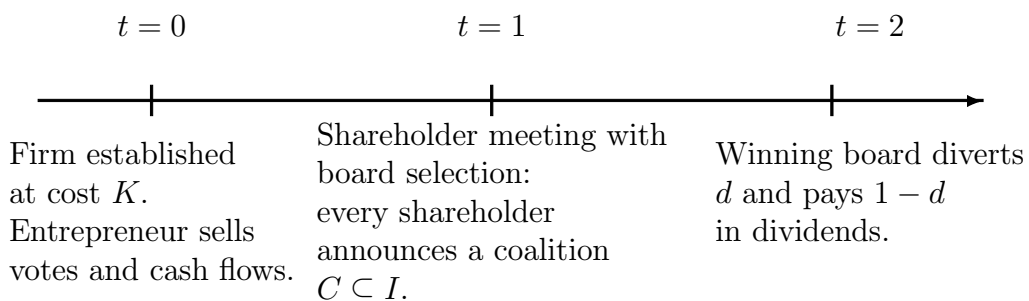 t = 0
t = 1
t = 2
Firm established
at cost K.
Entrepreneur sells
votes and cash flows.
Shareholder meeting with
board selection:
every shareholder
announces a coalition
C ⊂ I.
Winning board diverts
d and pays 1 − d
in dividends.